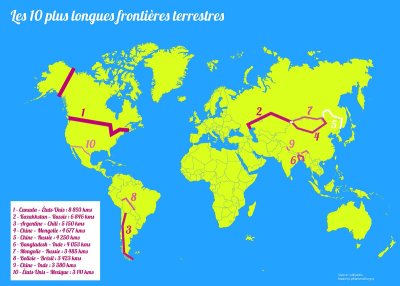 Les 10 plus longues frontières terrestres
1
2
7
4
10
9
6
8
3
1 - Canada - États-Unis : 8 893 kms
2 - Kazakhstan - Russie : 6 846 kms
3 - Argentine - Chili : 5 150 kms
4 - Chine - Mongolie : 4 677 kms
5 - Chine - Russie : 4 250 kms
6 - Bangladesh - Inde : 4 053 kms
7 - Mongolie - Russie : 3 485 kms
8 - Bolivie - Brésil : 3 423 kms
9 - Chine - Inde : 3 380 kms
10 - États-Unis - Mexique : 3 141 kms